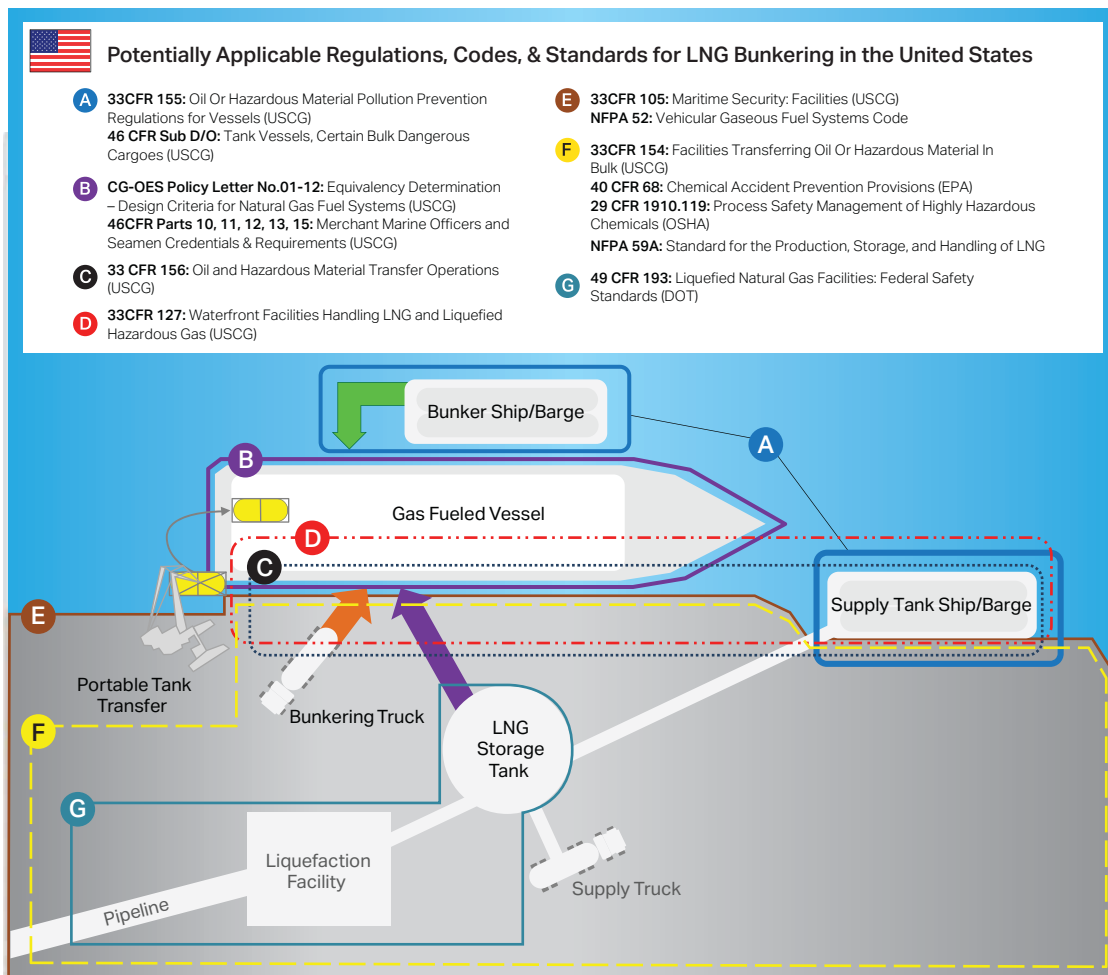 Potentially Applicable Regulations, Codes, & Standards for LNG Bunkering in the United States
A
33CFR 155: Oil Or Hazardous Material Pollution Prevention
Regulations for Vessels (USCG)
46 CFR Sub D/O: Tank Vessels, Certain Bulk Dangerous
Cargoes (USCG)
B
CG-OES Policy Letter No.01-12: Equivalency Determination
– Design Criteria for Natural Gas Fuel Systems (USCG)
46CFR Parts 10, 11, 12, 13, 15: Merchant Marine Officers and
Seamen Credentials & Requirements (USCG)
C
33 CFR 156: Oil and Hazardous Material Transfer Operations
(USCG)
D
33CFR 127: Waterfront Facilities Handling LNG and Liquefied
Hazardous Gas (USCG)
E
33CFR 105: Maritime Security: Facilities (USCG)
NFPA 52: Vehicular Gaseous Fuel Systems Code
F
33CFR 154: Facilities Transferring Oil Or Hazardous Material In
Bulk (USCG)
40 CFR 68: Chemical Accident Prevention Provisions (EPA)
29 CFR 1910.119: Process Safety Management of Highly Hazardous
Chemicals (OSHA)
NFPA 59A: Standard for the Production, Storage, and Handling of LNG
G
49 CFR 193: Liquefied Natural Gas Facilities: Federal Safety
Standards (DOT)
Bunker Ship/Barge
A
B
Gas Fueled Vessel
D
C
E
Supply Tank Ship/Barge
Portable Tank
Transfer
Bunkering Truck
F
LNG
Storage
Tank
G
Liquefaction
Facility
Supply Truck
Pipeline